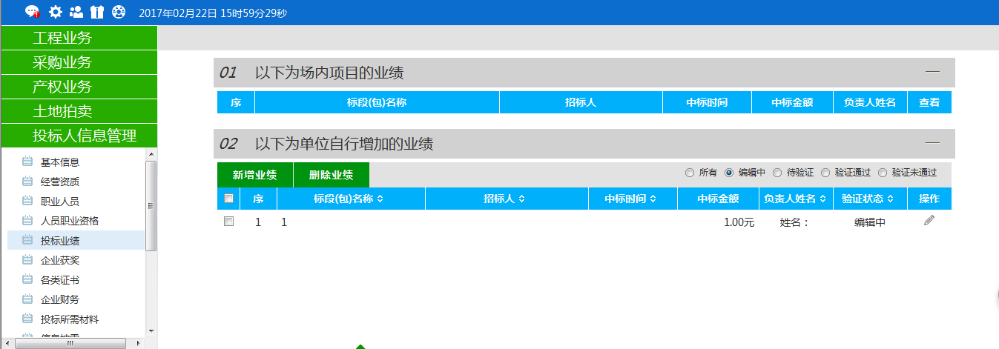 2017年02月22日 15时59分29秒
工程业务
采购业务
产权业务
土地拍卖
投标人信息管理
基本信息
经营资质
职业人员
人员职业资格
投标业绩
企业获奖
各类证书
企业财务
投标所需材料
01 以下为场内项目的业绩
序 标段(包)名称 招标人 中标时间 中标金额 负责人姓名 查看
02 以下为单位自行增加的业绩
新增业绩 删除业绩 所有 编辑中 待验证 验证通过 验证未通过
序 标段(包)名称 招标人 中标时间 中标金额 负责人姓名 验证状态 操作
1 1 1.00元 姓名： 编辑中